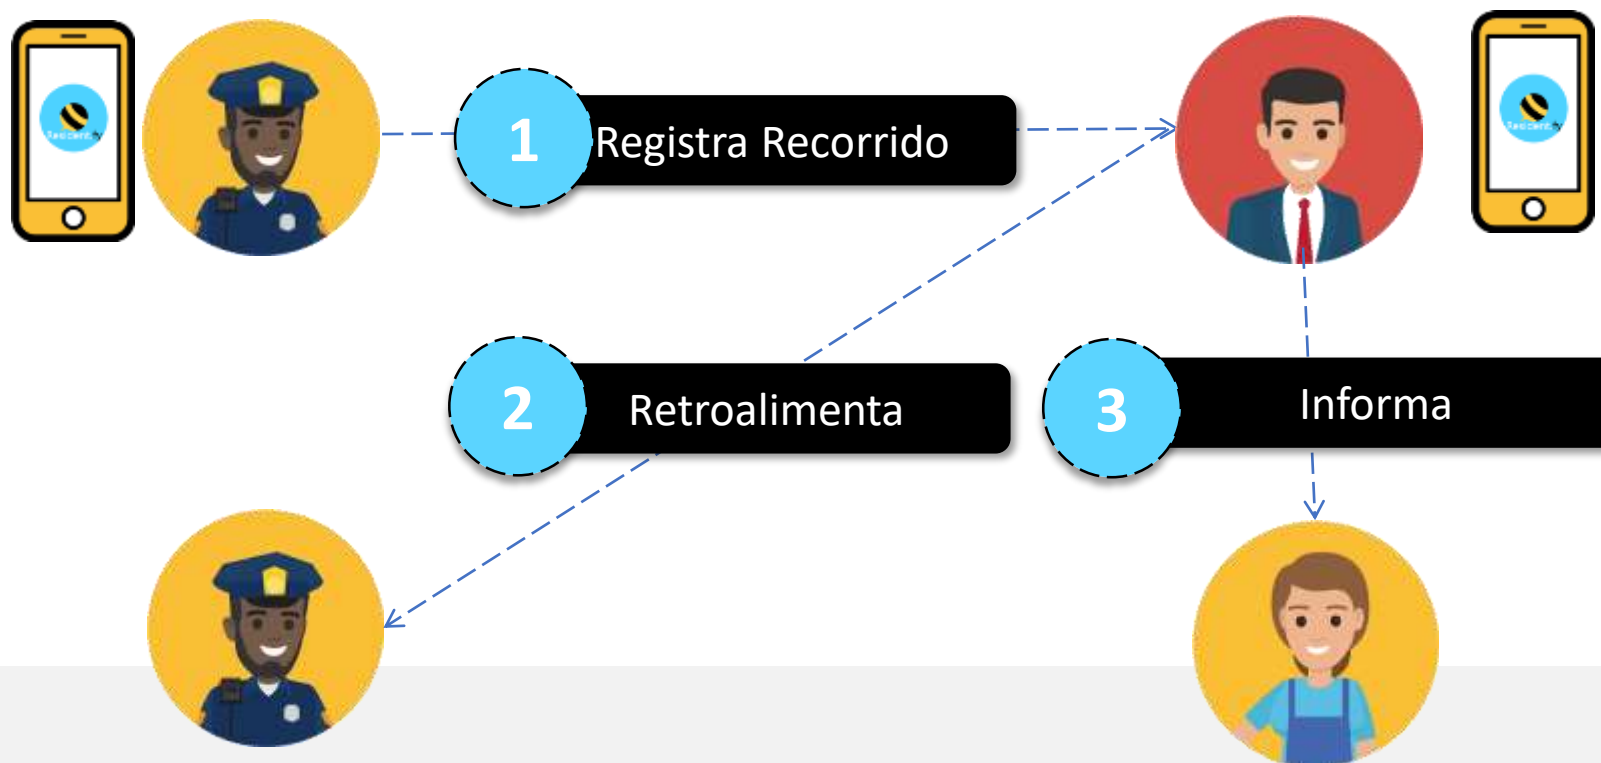 1
Registra Recorrido
2
Retroalimenta
3
Informa